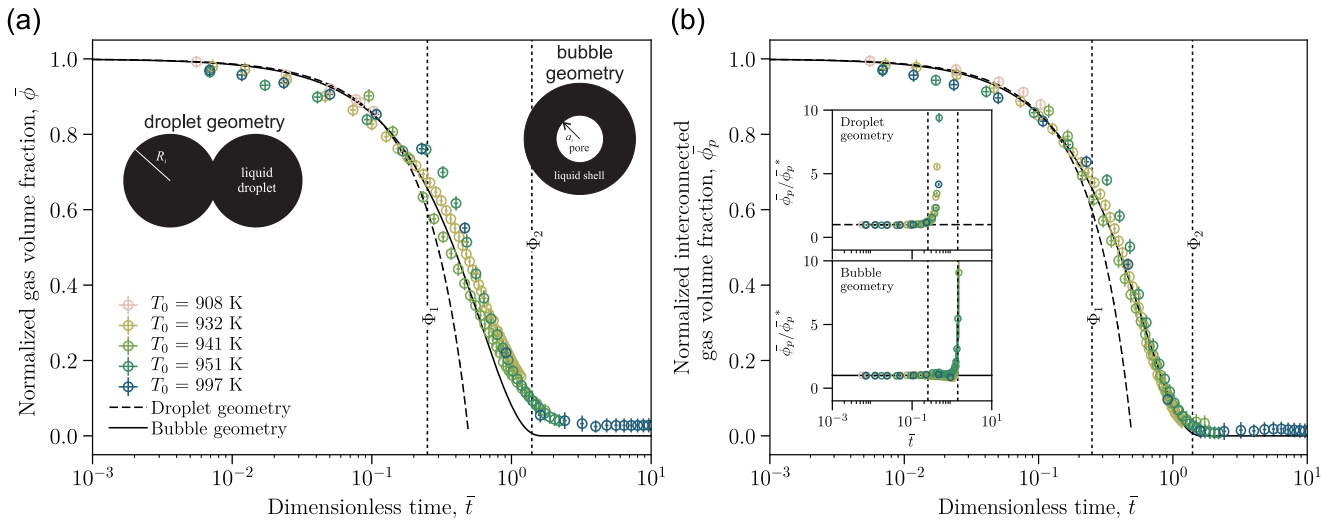 (a)
Normalized gas volume fraction, ϕ̄
1.0
0.8
0.6
0.4
0.2
0.0
droplet geometry
R_i
liquid
droplet
bubble
geometry
a_i
pore
liquid shell
Φ_1
Φ_2
T_0 = 908 K
T_0 = 932 K
T_0 = 941 K
T_0 = 951 K
T_0 = 997 K
Droplet geometry
Bubble geometry
10^−3
10^−2
10^−1
10^0
10^1
Dimensionless time, t̄
(b)
Normalized interconnected
gas volume fraction, ϕ̄_p
1.0
0.8
0.6
0.4
0.2
0.0
10
5
0
Droplet
geometry
ϕ̄_p/ϕ̄_p*
10
5
0
Bubble
geometry
ϕ̄_p/ϕ̄_p*
10^−3
10^−1
10^1
t̄
Φ_1
Φ_2
10^−3
10^−2
10^−1
10^0
10^1
Dimensionless time, t̄